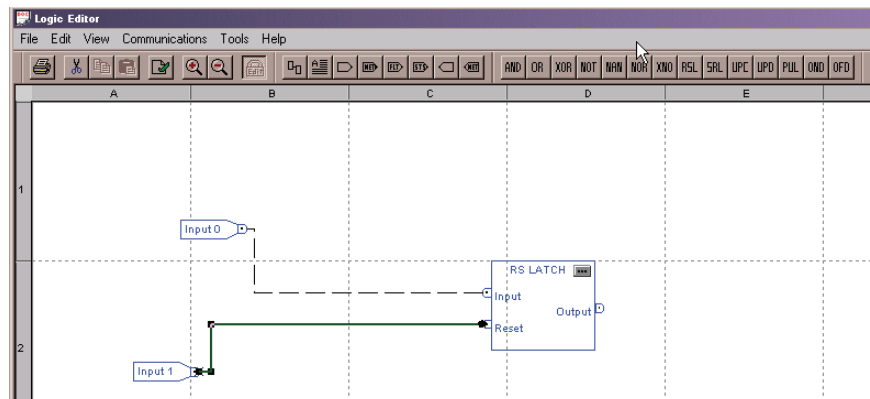 Logic Editor
File Edit View Communications Tools Help
AND OR XOR NOT NAN NOR XNO RSL SRL UPC UPD PUL OND OFD
A B C D E
1
Input 0
RS LATCH
Input
Output
Reset
2
Input 1